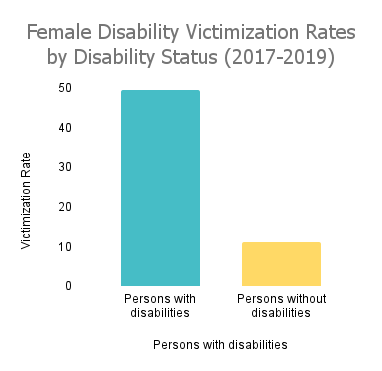 Female Disability Victimization Rates
by Disability Status (2017-2019)
50
40
30
20
10
0
Victimization Rate
Persons with
disabilities
Persons without
disabilities
Persons with disabilities